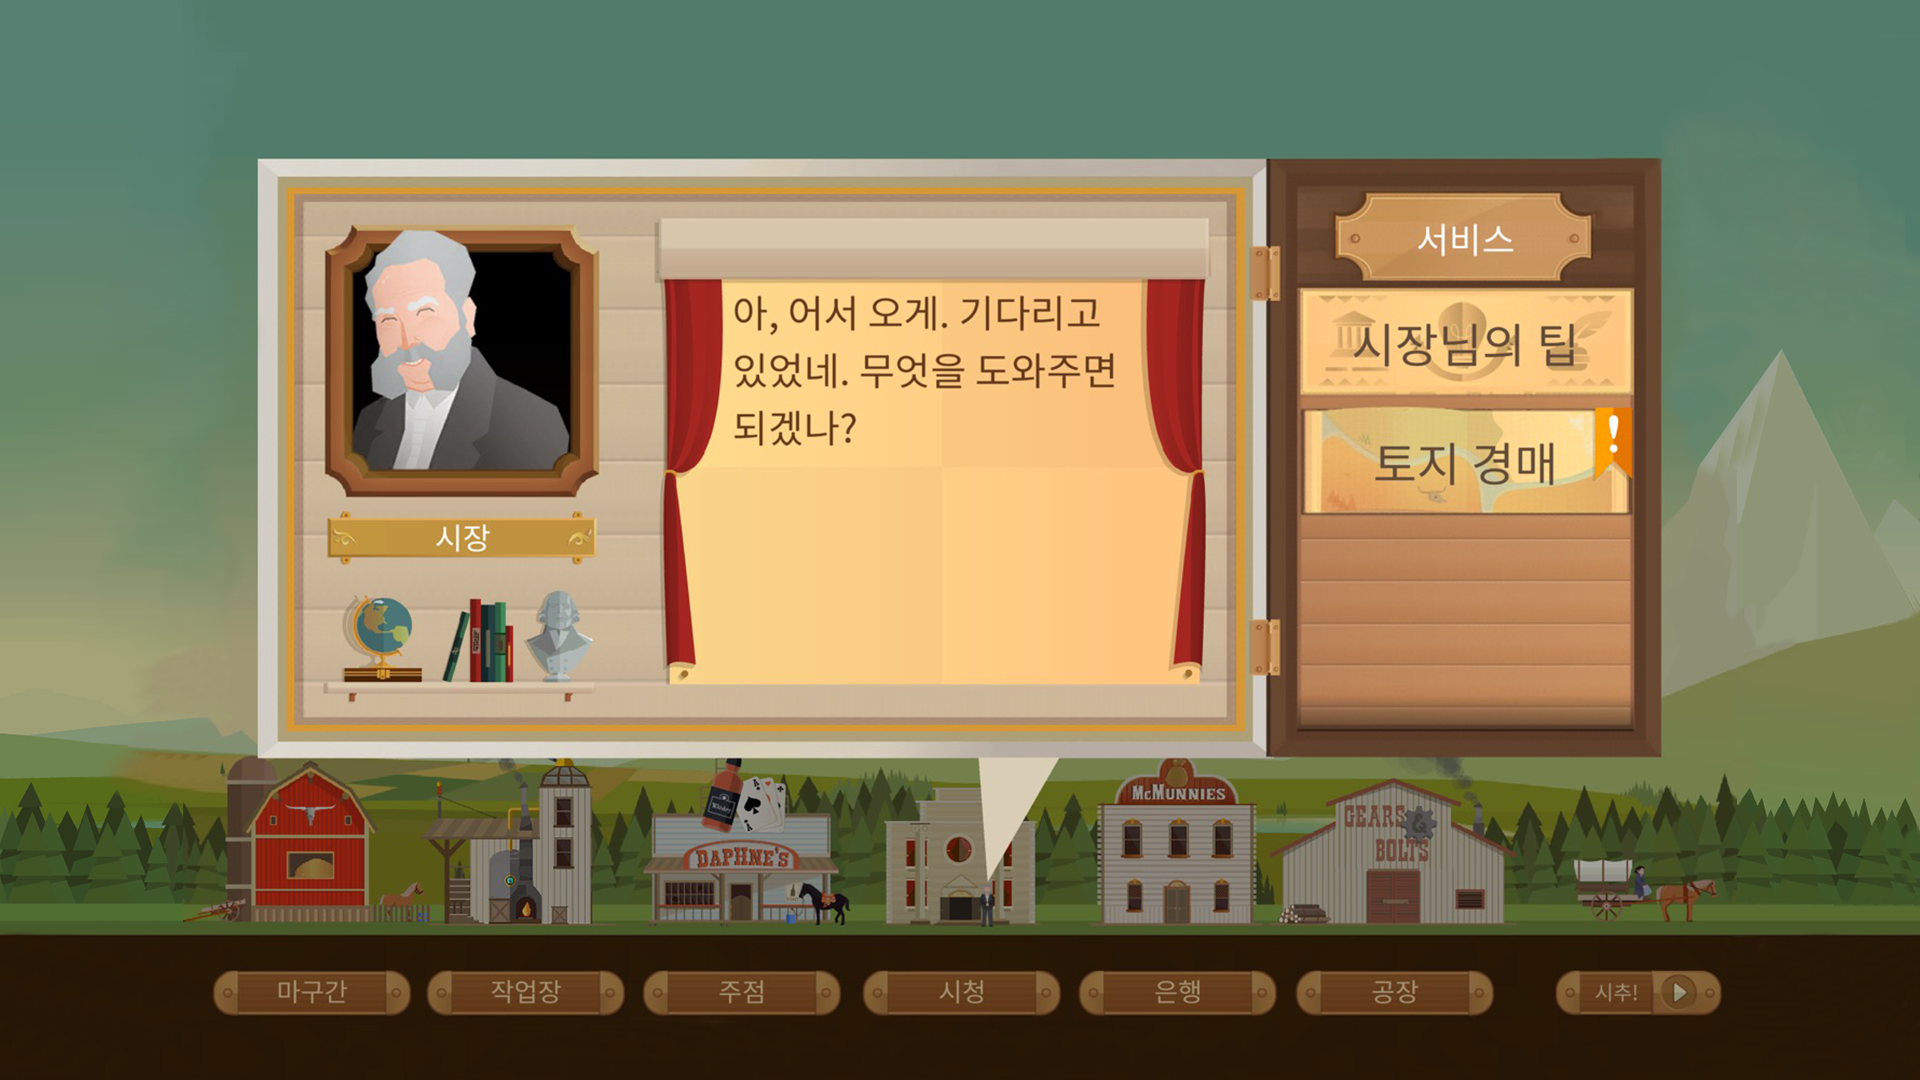 아, 어서 오게. 기다리고
있었네. 무엇을 도와주면
되겠나?
시장
서비스
시장님의 팁
토지 경매
!
Whiskey
DAPHNE'S
McMUNNIES
GEARS &
BOLTS
마구간
작업장
주점
시청
은행
공장
시추!